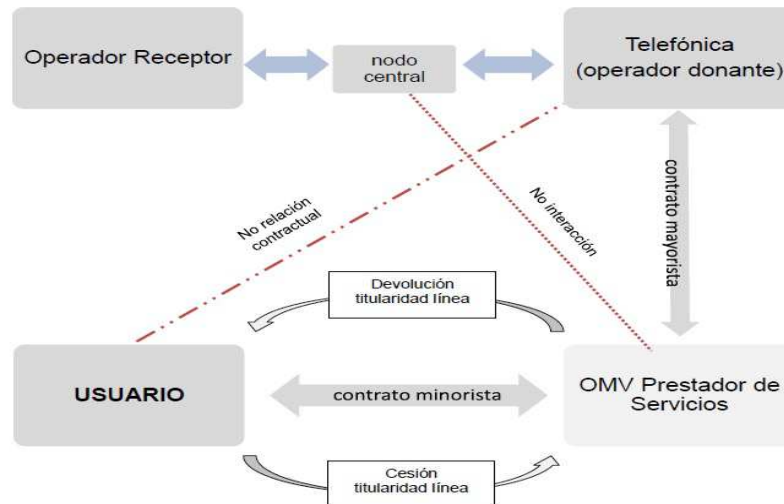 Operador Receptor
nodo
central
Telefónica
(operador donante)
No relación
contractual
No interacción
contrato mayorista
Devolución
titularidad línea
USUARIO
contrato minorista
OMV Prestador de
Servicios
Cesión
titularidad línea